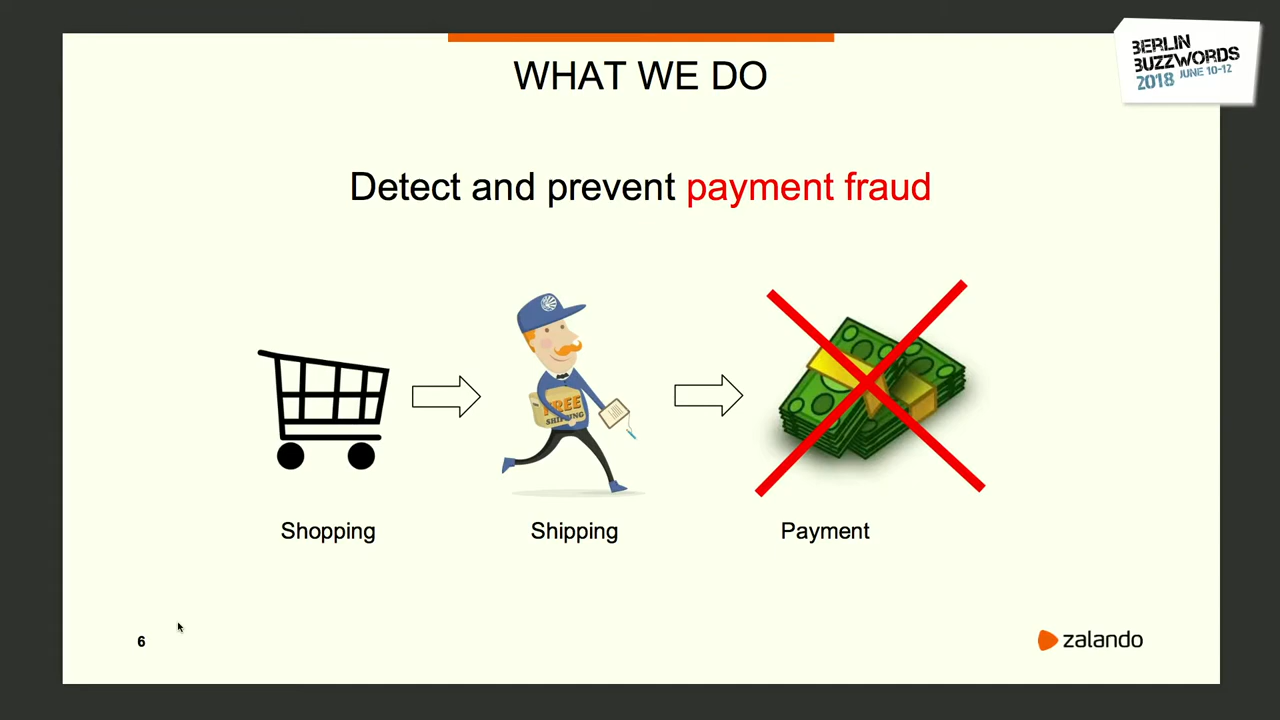 BERLIN
BUZZWORDS
2018 JUNE 10-12
WHAT WE DO
Detect and prevent payment fraud
FREE
SHIPPING
Shopping
Shipping
Payment
6
zalando